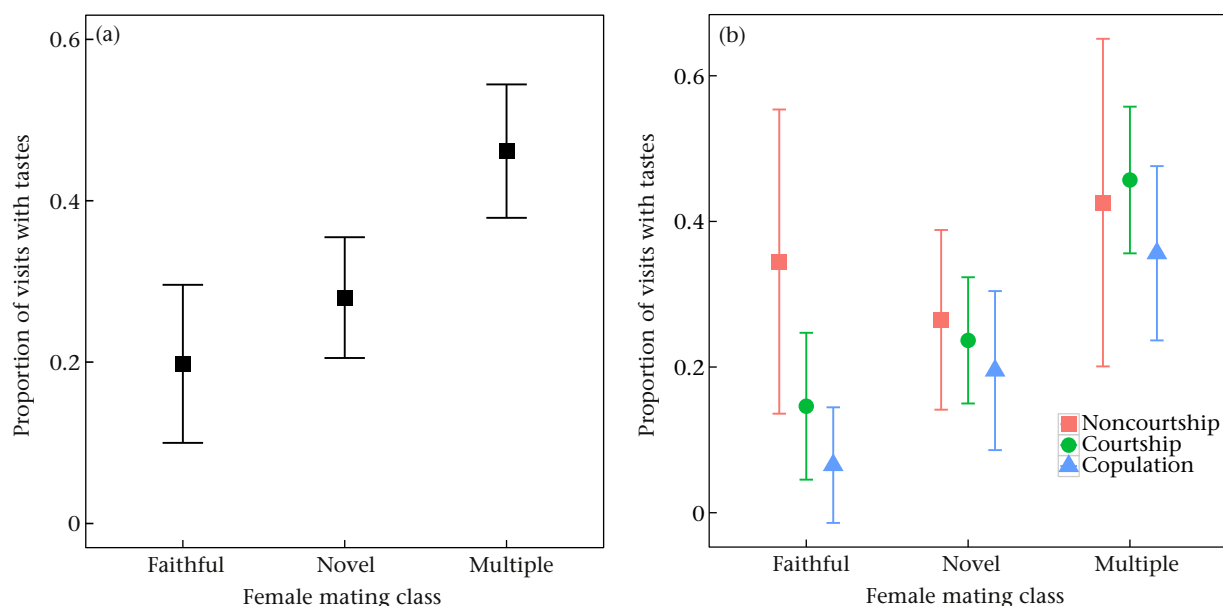 (a)
0.6
0.4
0.2
0
Proportion of visits with tastes
Faithful
Novel
Multiple
Female mating class
(b)
0.6
0.4
0.2
0
Proportion of visits with tastes
Noncourtship
Courtship
Copulation
Faithful
Novel
Multiple
Female mating class